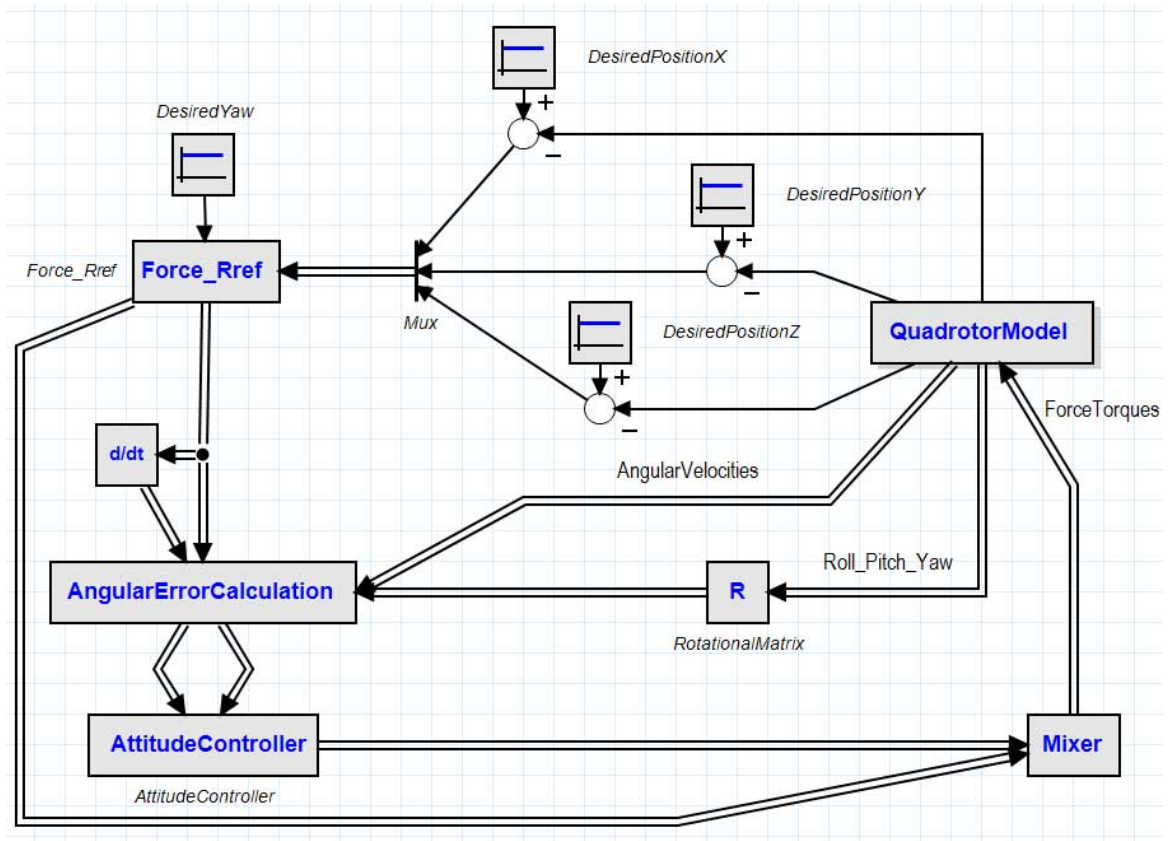 DesiredPositionX
+
−
DesiredYaw
DesiredPositionY
+
−
Force_Rref
Force_Rref
Mux
DesiredPositionZ
+
−
QuadrotorModel
ForceTorques
d/dt
AngularVelocities
Roll_Pitch_Yaw
AngularErrorCalculation
R
RotationalMatrix
AttitudeController
Mixer
AttitudeController